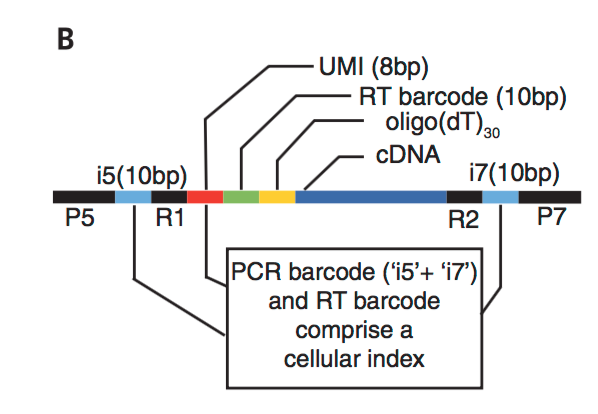 B
UMI (8bp)
RT barcode (10bp)
oligo(dT)30
cDNA
i5(10bp)
i7(10bp)
P5
R1
R2
P7
PCR barcode (‘i5’+ ‘i7’)
and RT barcode
comprise a
cellular index